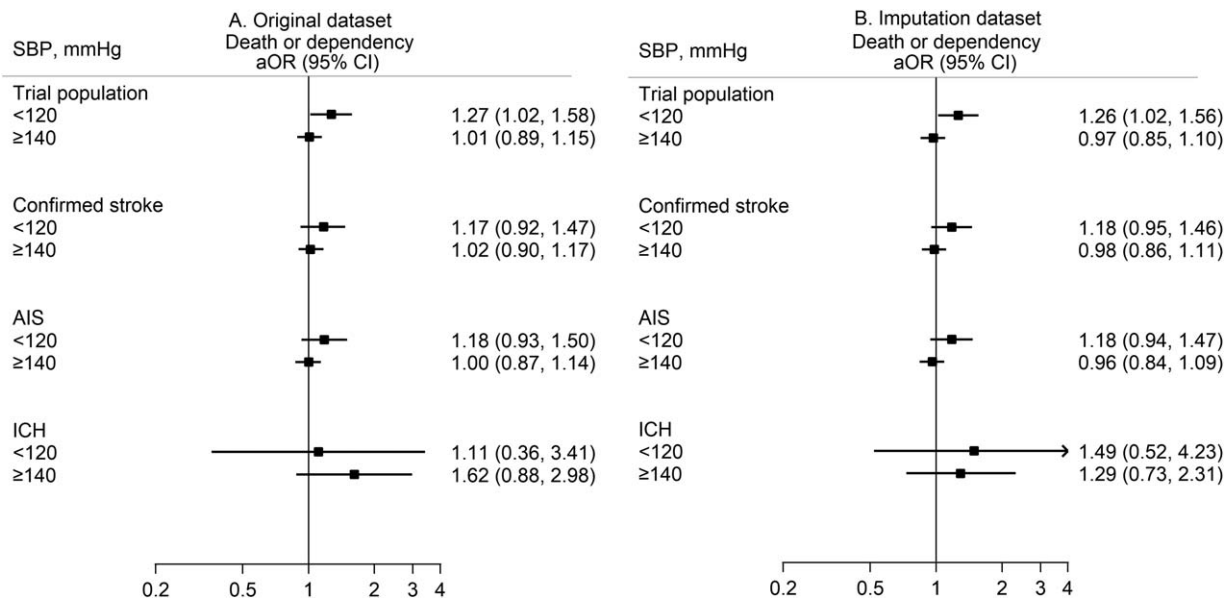 A. Original dataset
Death or dependency
SBP, mmHg
aOR (95% CI)
Trial population
<120 1.27 (1.02, 1.58)
≥140 1.01 (0.89, 1.15)
Confirmed stroke
<120 1.17 (0.92, 1.47)
≥140 1.02 (0.90, 1.17)
AIS
<120 1.18 (0.93, 1.50)
≥140 1.00 (0.87, 1.14)
ICH
<120 1.11 (0.36, 3.41)
≥140 1.62 (0.88, 2.98)
0.2 0.5 1 2 3 4
B. Imputation dataset
Death or dependency
SBP, mmHg
aOR (95% CI)
Trial population
<120 1.26 (1.02, 1.56)
≥140 0.97 (0.85, 1.10)
Confirmed stroke
<120 1.18 (0.95, 1.46)
≥140 0.98 (0.86, 1.11)
AIS
<120 1.18 (0.94, 1.47)
≥140 0.96 (0.84, 1.09)
ICH
<120 1.49 (0.52, 4.23)
≥140 1.29 (0.73, 2.31)
0.2 0.5 1 2 3 4